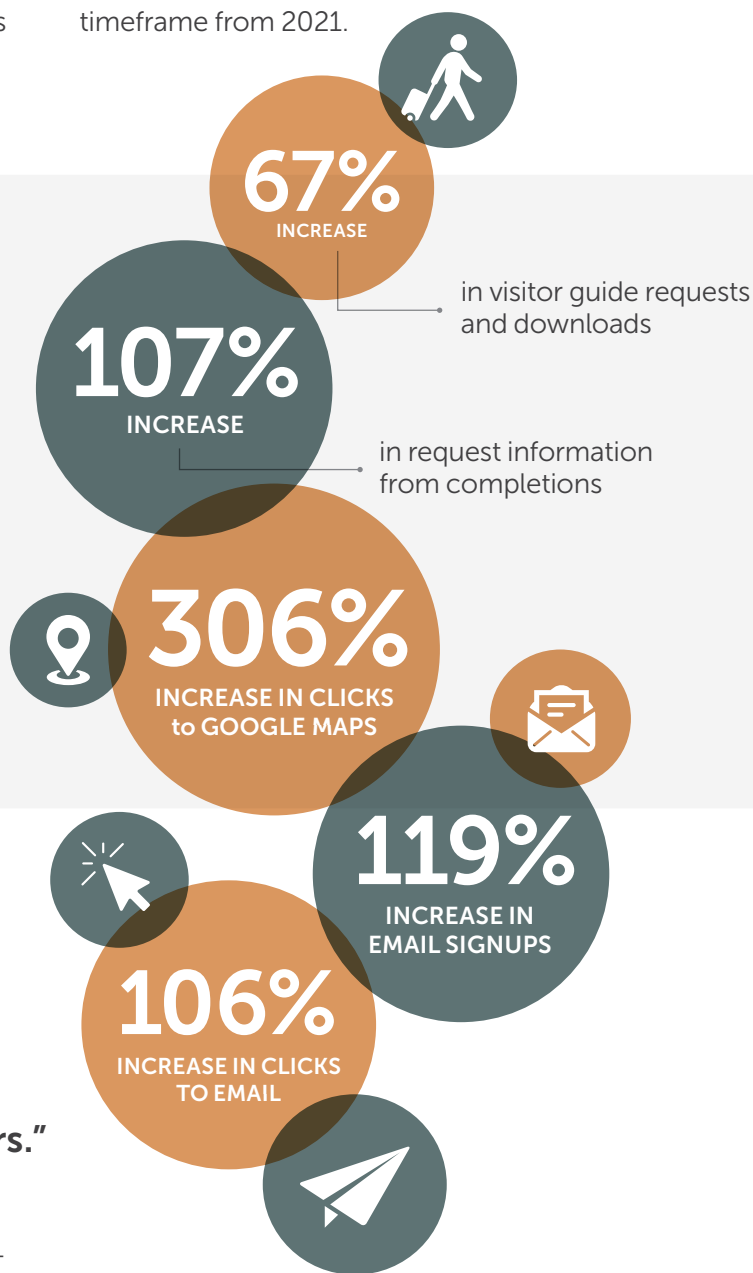 s
timeframe from 2021.
67%
INCREASE
in visitor guide requests
and downloads
107%
INCREASE
in request information
from completions
306%
INCREASE IN CLICKS
to GOOGLE MAPS
119%
INCREASE IN
EMAIL SIGNUPS
106%
INCREASE IN CLICKS
TO EMAIL
rs."